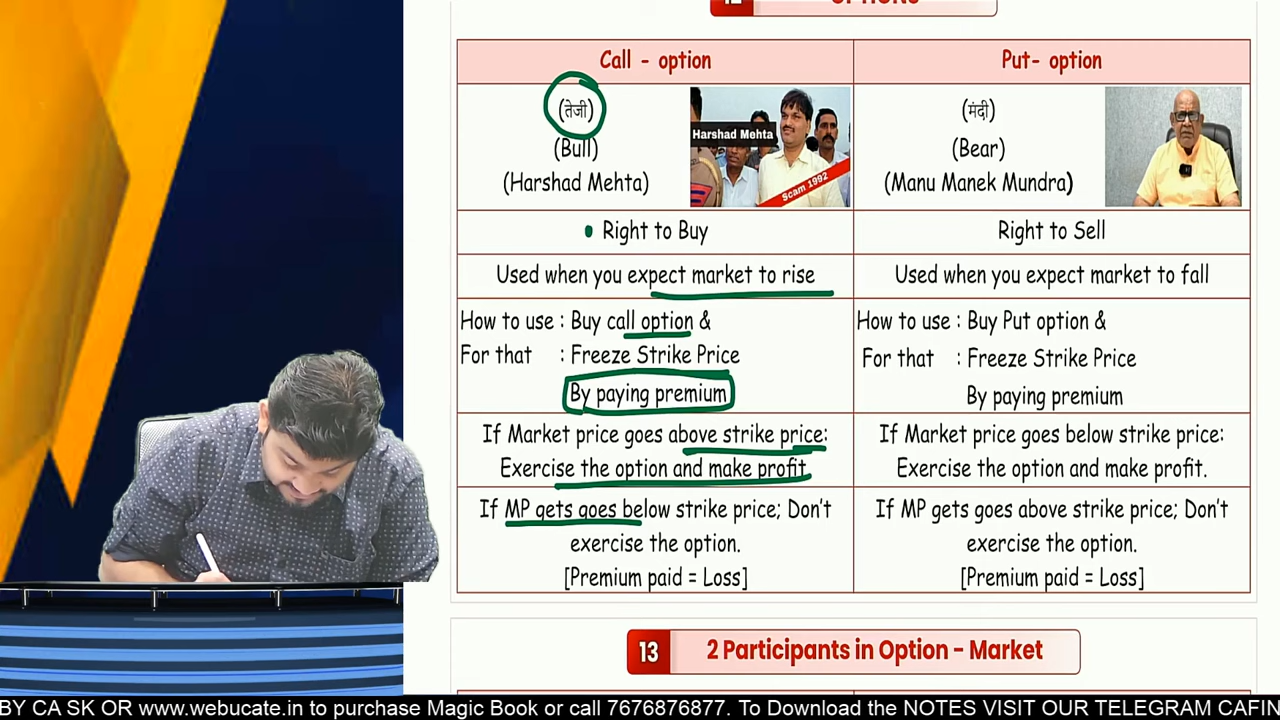 Call - option
Put- option
(तेजी)
(Bull)
(Harshad Mehta)
Harshad Mehta
Scam 1992
(मंदी)
(Bear)
(Manu Manek Mundra)
Right to Buy
Right to Sell
Used when you expect market to rise
Used when you expect market to fall
How to use : Buy call option &
For that : Freeze Strike Price
By paying premium
How to use : Buy Put option &
For that : Freeze Strike Price
By paying premium
If Market price goes above strike price:
Exercise the option and make profit
If Market price goes below strike price:
Exercise the option and make profit.
If MP gets goes below strike price; Don't
exercise the option.
[Premium paid = Loss]
If MP gets goes above strike price; Don't
exercise the option.
[Premium paid = Loss]
13 2 Participants in Option - Market
BY CA SK OR www.webucate.in to purchase Magic Book or call 7676876877. To Download the NOTES VISIT OUR TELEGRAM CAFIN